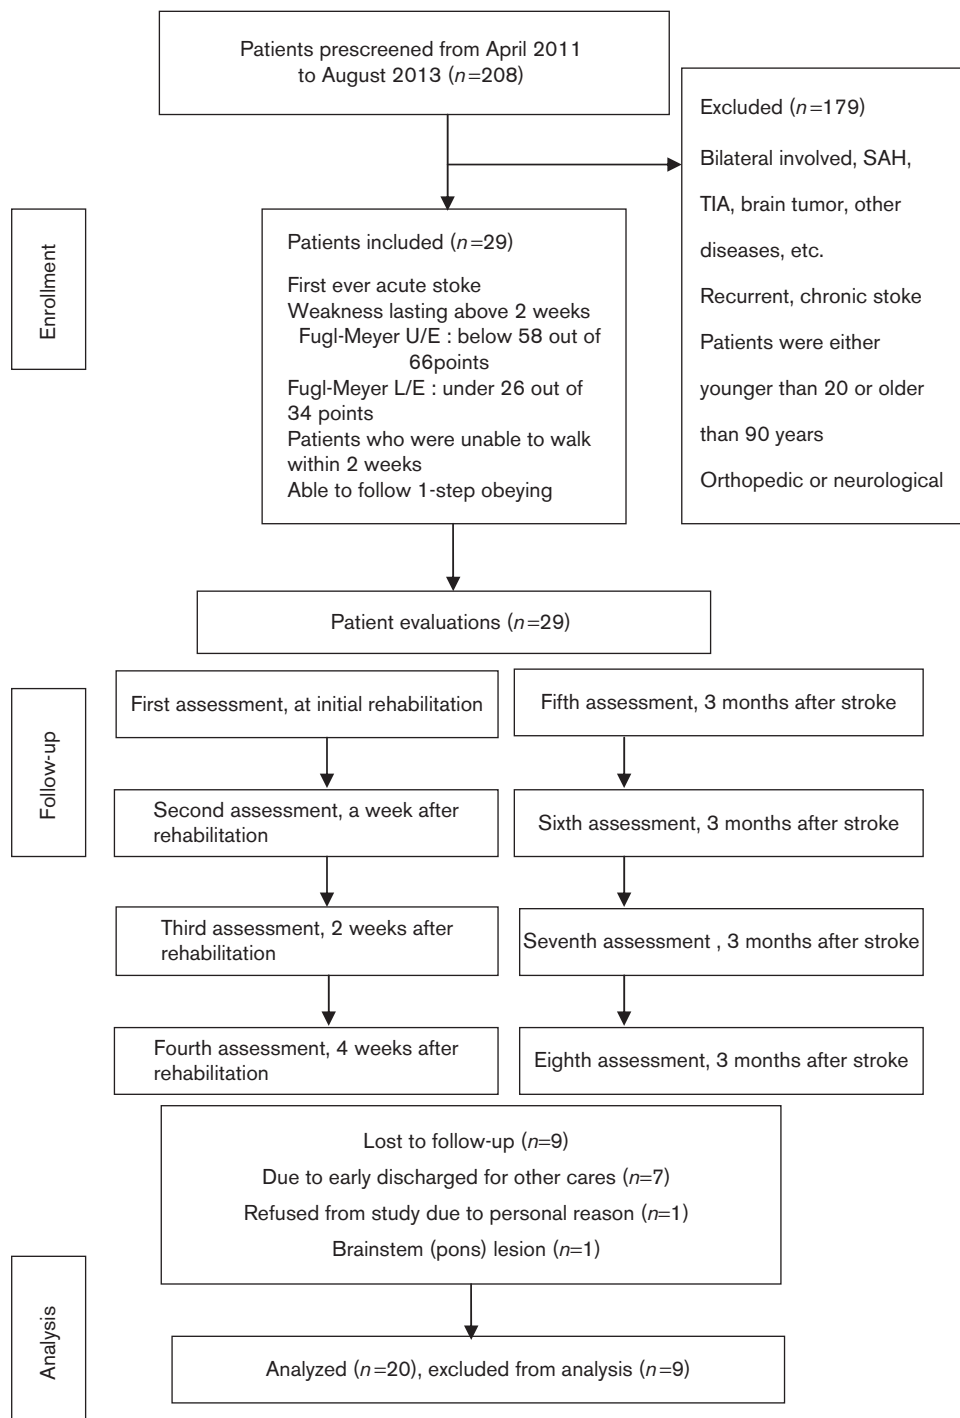 Patients prescreened from April 2011
to August 2013 (n=208)
Excluded (n=179)
Bilateral involved, SAH,
TIA, brain tumor, other
diseases, etc.
Recurrent, chronic stoke
Patients were either
younger than 20 or older
than 90 years
Orthopedic or neurological
Enrollment
Patients included (n=29)
First ever acute stoke
Weakness lasting above 2 weeks
Fugl-Meyer U/E : below 58 out of
66points
Fugl-Meyer L/E : under 26 out of
34 points
Patients who were unable to walk
within 2 weeks
Able to follow 1-step obeying
Patient evaluations (n=29)
Follow-up
First assessment, at initial rehabilitation
Second assessment, a week after
rehabilitation
Third assessment, 2 weeks after
rehabilitation
Fourth assessment, 4 weeks after
rehabilitation
Fifth assessment, 3 months after stroke
Sixth assessment, 3 months after stroke
Seventh assessment , 3 months after stroke
Eighth assessment, 3 months after stroke
Lost to follow-up (n=9)
Due to early discharged for other cares (n=7)
Refused from study due to personal reason (n=1)
Brainstem (pons) lesion (n=1)
Analysis
Analyzed (n=20), excluded from analysis (n=9)